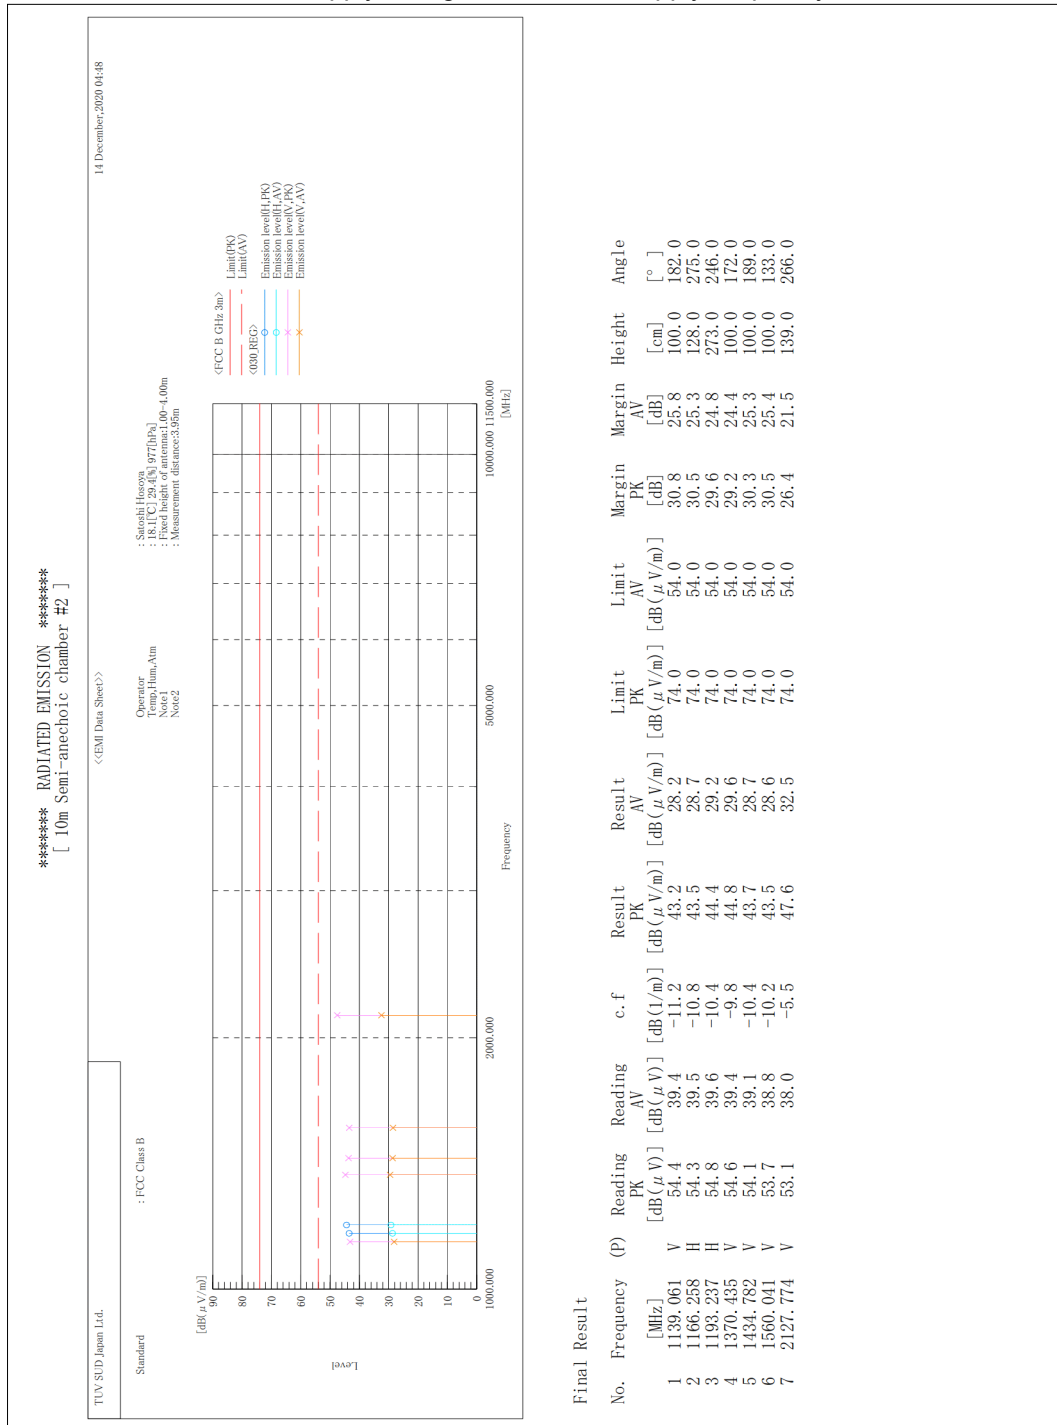 ******* RADIATED EMISSION *******
[ 10m Semi-anechoic chamber #2 ]
TUV SUD Japan Ltd.
14 December,2020 04:48
<<EMI Data Sheet>>
Standard : FCC Class B
Operator : Satoshi Hosoya
Temp,Hum,Atm : 18.1[℃] 29.4[%] 977[hPa]
Note1 : Fixed height of antenna:1.00-4.00m
Note2 : Measurement distance:3.95m
<FCC B GHz 3m>
Limit(PK)
Limit(AV)
<030_REG>
Emission level(H,PK)
Emission level(H,AV)
Emission level(V,PK)
Emission level(V,AV)
[dB(μV/m)]
90
80
70
60
50
40
30
20
10
0
Level
1000.000 2000.000 5000.000 10000.000 11500.000
Frequency [MHz]
Final Result
No. Frequency (P) Reading Reading c.f Result Result Limit Limit Margin Margin Height Angle
PK AV PK AV PK AV PK AV
[MHz] [dB(μV)] [dB(μV)] [dB(1/m)] [dB(μV/m)] [dB(μV/m)] [dB(μV/m)] [dB(μV/m)] [dB] [dB] [cm] [° ]
1 1139.061 V 54.4 39.4 -11.2 43.2 28.2 74.0 54.0 30.8 25.8 100.0 182.0
2 1166.258 H 54.3 39.5 -10.8 43.5 28.7 74.0 54.0 30.5 25.3 128.0 275.0
3 1193.237 H 54.8 39.6 -10.4 44.4 29.2 74.0 54.0 29.6 24.8 273.0 246.0
4 1370.435 V 54.6 39.4 -9.8 44.8 29.6 74.0 54.0 29.2 24.4 100.0 172.0
5 1434.782 V 54.1 39.1 -10.4 43.7 28.7 74.0 54.0 30.3 25.3 100.0 189.0
6 1560.041 V 53.7 38.8 -10.2 43.5 28.6 74.0 54.0 30.5 25.4 100.0 133.0
7 2127.774 V 53.1 38.0 -5.5 47.6 32.5 74.0 54.0 26.4 21.5 139.0 266.0